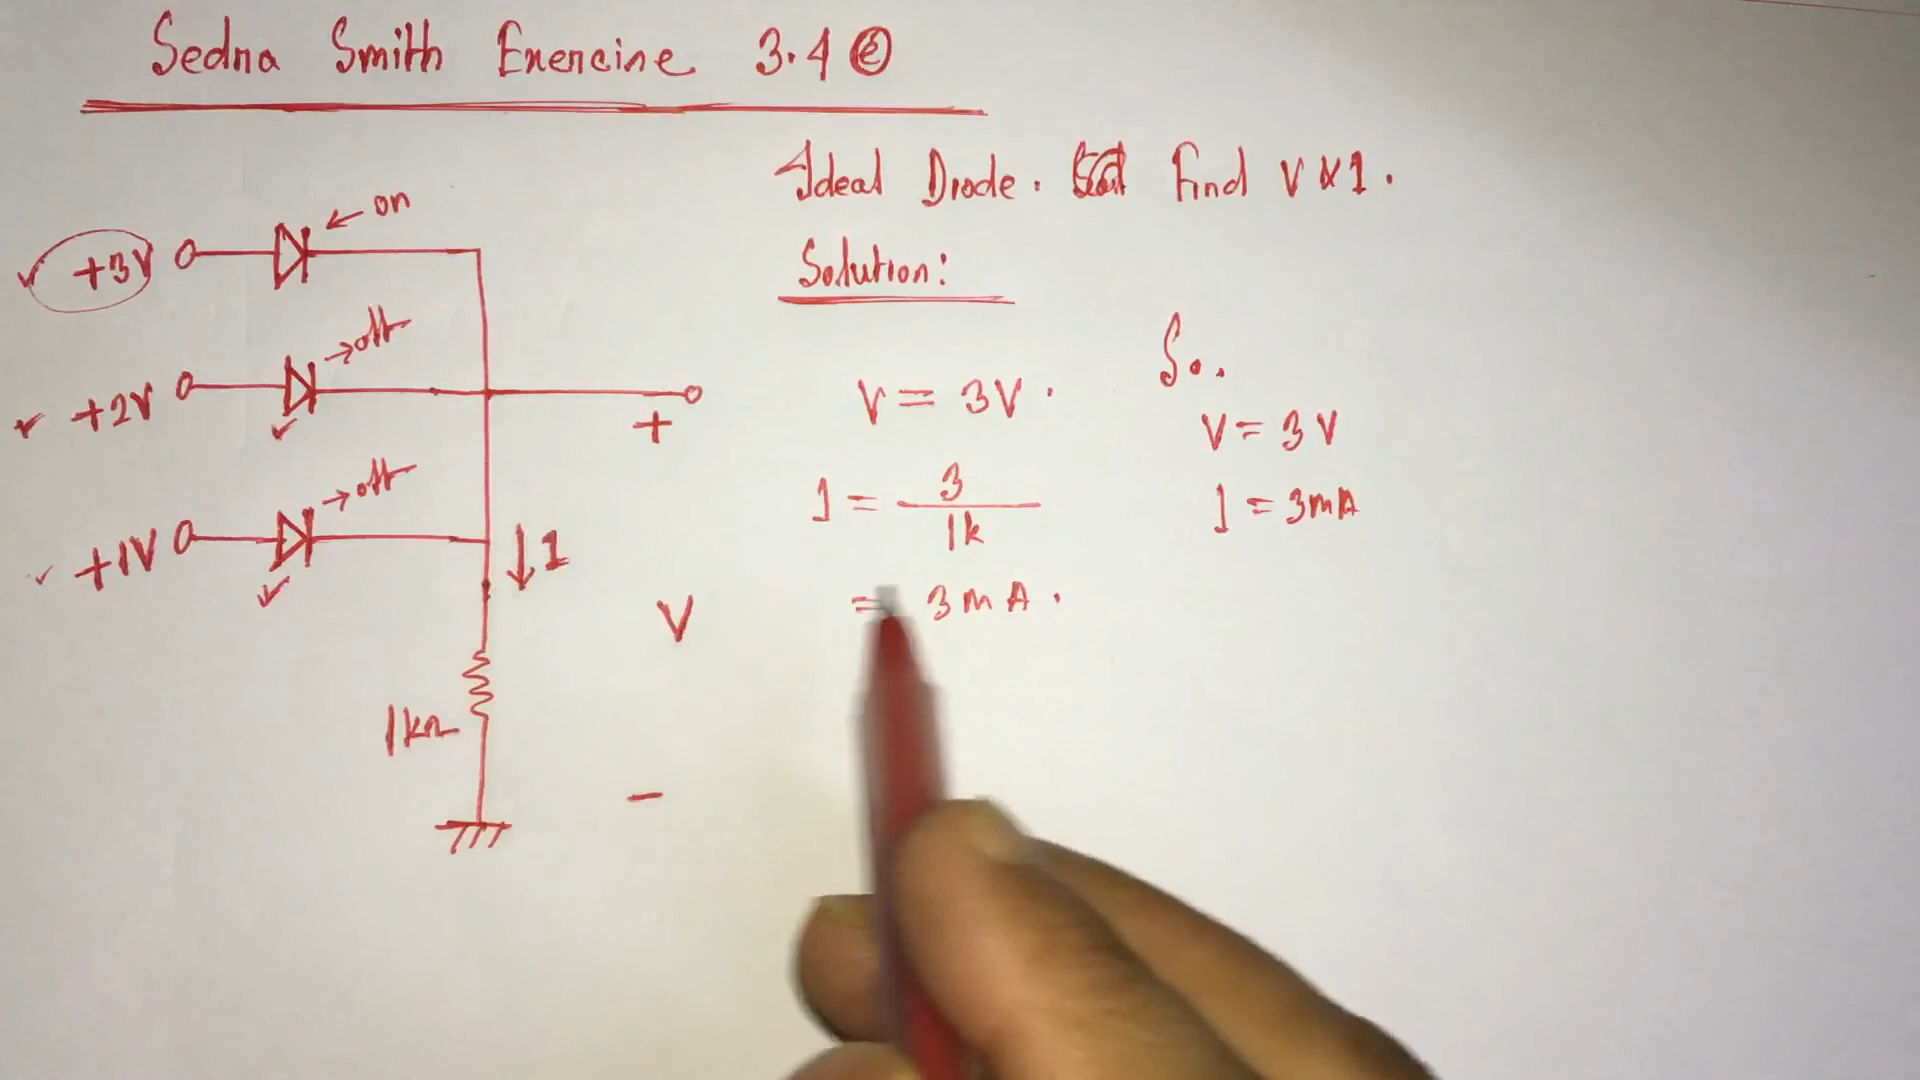 Sedra Smith Exercise 3.4 ⓔ
Ideal Diode. Find V & I.
Solution:
+3V
← on
+2V
→ off
+1V
→ off
+
↓ I
V
1kΩ
-
V = 3V.
I = 3 / 1k
= 3mA.
So.
V = 3V
I = 3mA